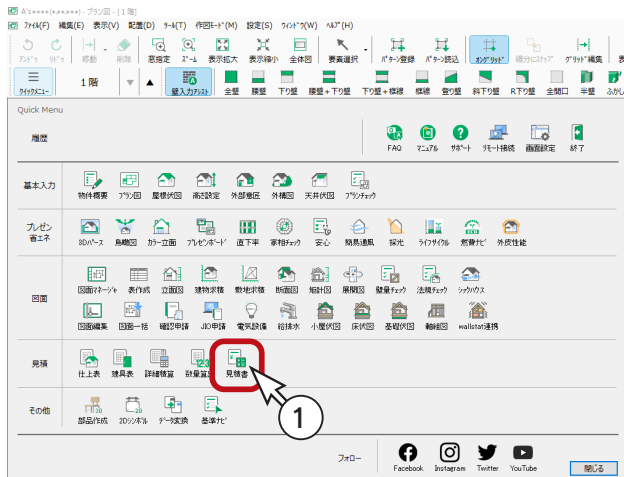 A's****(*.**,***) - プラン図 - [1 階]
ファイル(F) 編集(E) 表示(V) 配置(D) ツール(T) 作図モード(M) 設定(S) ウィンドウ(W) ヘルプ(H)
アンドゥ リドゥ 移動 削除 窓指定 ズーム 表示拡大 表示縮小 全体図 要素選択 パターン登録 パターン読込 オングリッド 線分にスナップ グリッド編集 表
クイックメニュー 1 階 壁入力アシスト 全壁 腰壁 下り壁 腰壁+下り壁 下り壁+框線 框線 登り壁 斜下り壁 R下り壁 全開口 半壁 ふかし
Quick Menu
履歴
FAQ マニュアル サポート リモート接続 画面設定 終了
基本入力
物件概要 プラン図 屋根伏図 高さ設定 外部意匠 外構図 天井伏図 プランチェック
プレゼン
省エネ
3Dパース 鳥瞰図 カラー立面 プレゼンボード 直下率 家相チェック 安心 簡易通風 採光 ライフサイクル 燃費ナビ 外皮性能
図面
図面マネージャ 表作成 立面図 建物求積 敷地求積 断面図 矩計図 展開図 壁量チェック 法規チェック シックハウス
図面編集 図面一括 確認申請 JIO申請 電気設備 給排水 小屋伏図 床伏図 基礎伏図 軸組図 wallstat連携
見積
仕上表 建具表 詳細積算 数量算 見積書
その他
部品作成 2Dシンボル データ変換 基準ナビ
1
フォロー
Facebook Instagram Twitter YouTube
閉じる